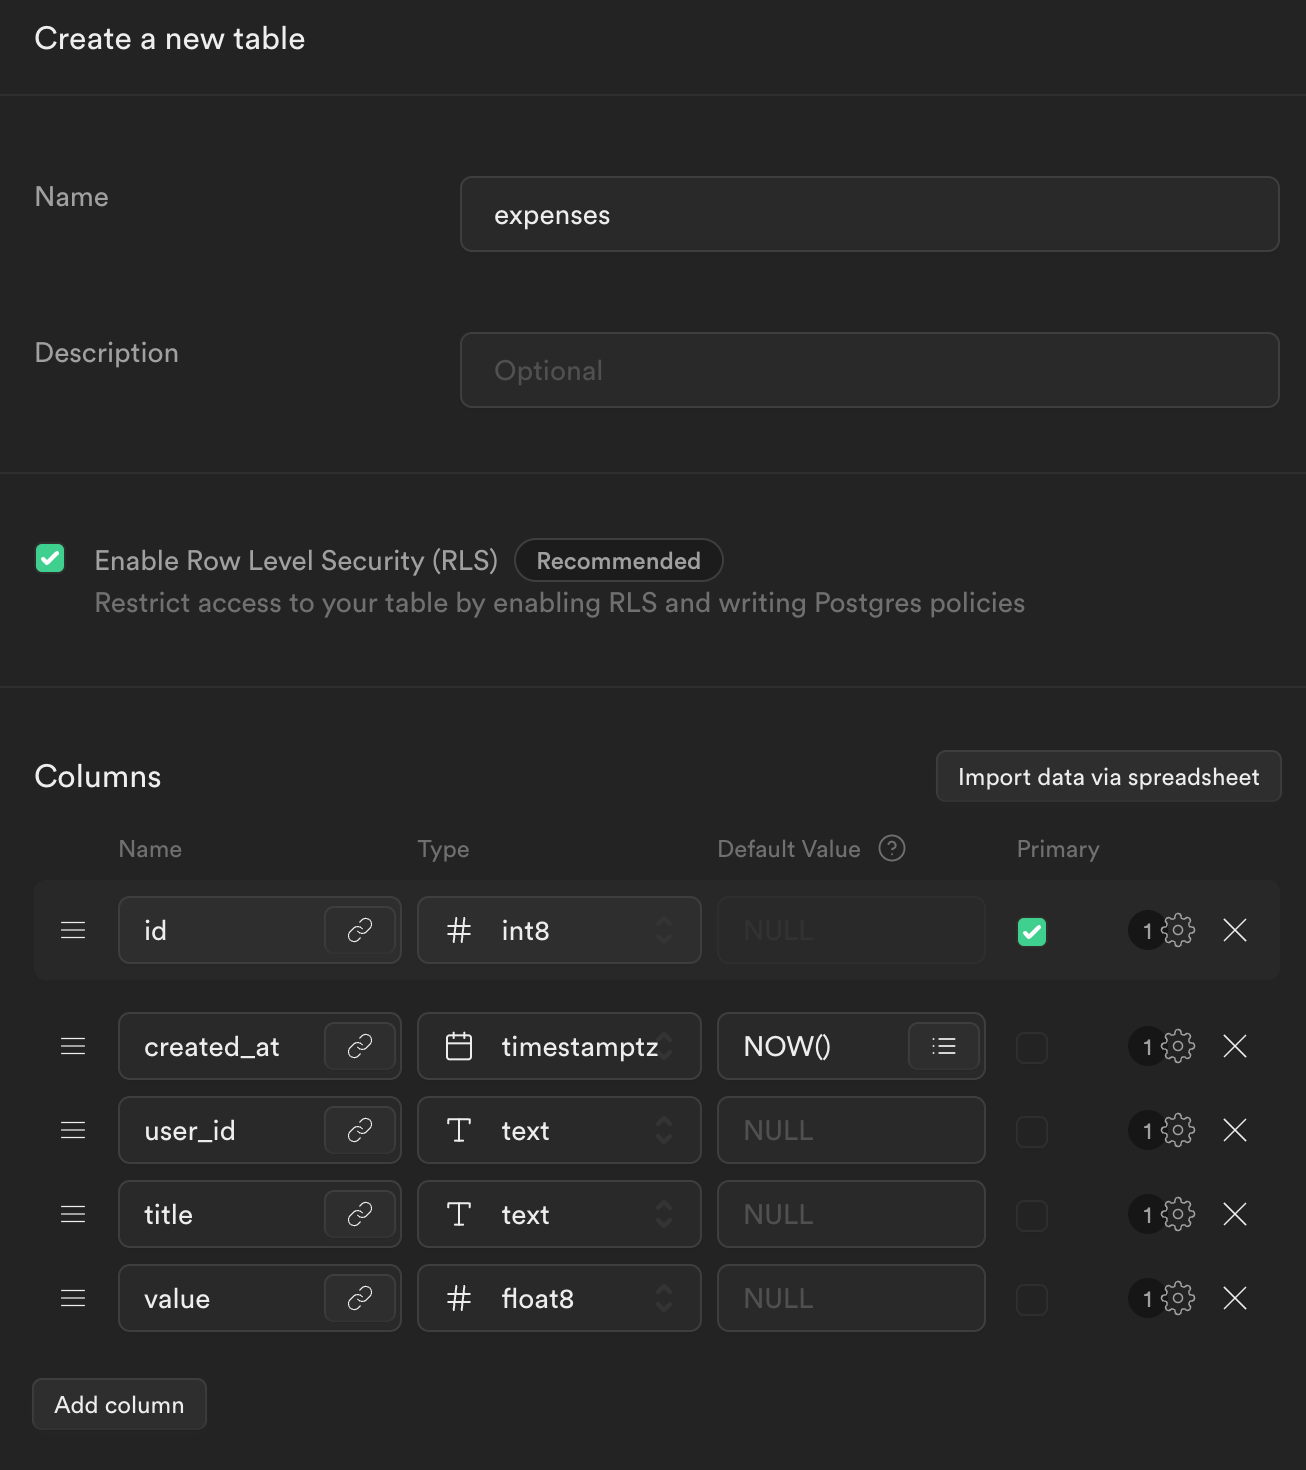 Create a new table
Name
expenses
Description
Optional
Enable Row Level Security (RLS) Recommended
Restrict access to your table by enabling RLS and writing Postgres policies
Columns Import data via spreadsheet
Name Type Default Value ? Primary
id # int8 NULL 1
created_at timestamptz NOW() 1
user_id T text NULL 1
title T text NULL 1
value # float8 NULL 1
Add column